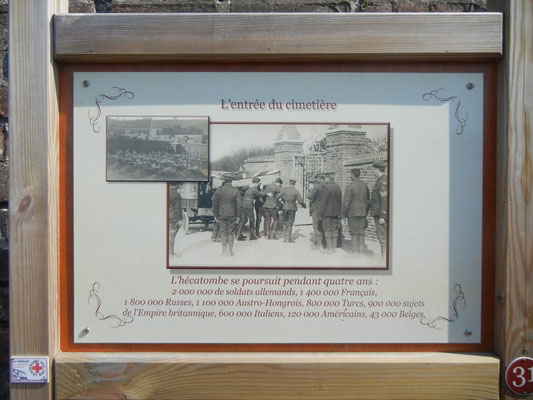 L'entrée du cimetière
L'hécatombe se poursuit pendant quatre ans :
2 000 000 de soldats allemands, 1 400 000 Français,
1 800 000 Russes, 1 100 000 Austro-Hongrois, 800 000 Turcs, 900 000 sujets
de l'Empire britannique, 600 000 Italiens, 120 000 Américains, 43 000 Belges.
31